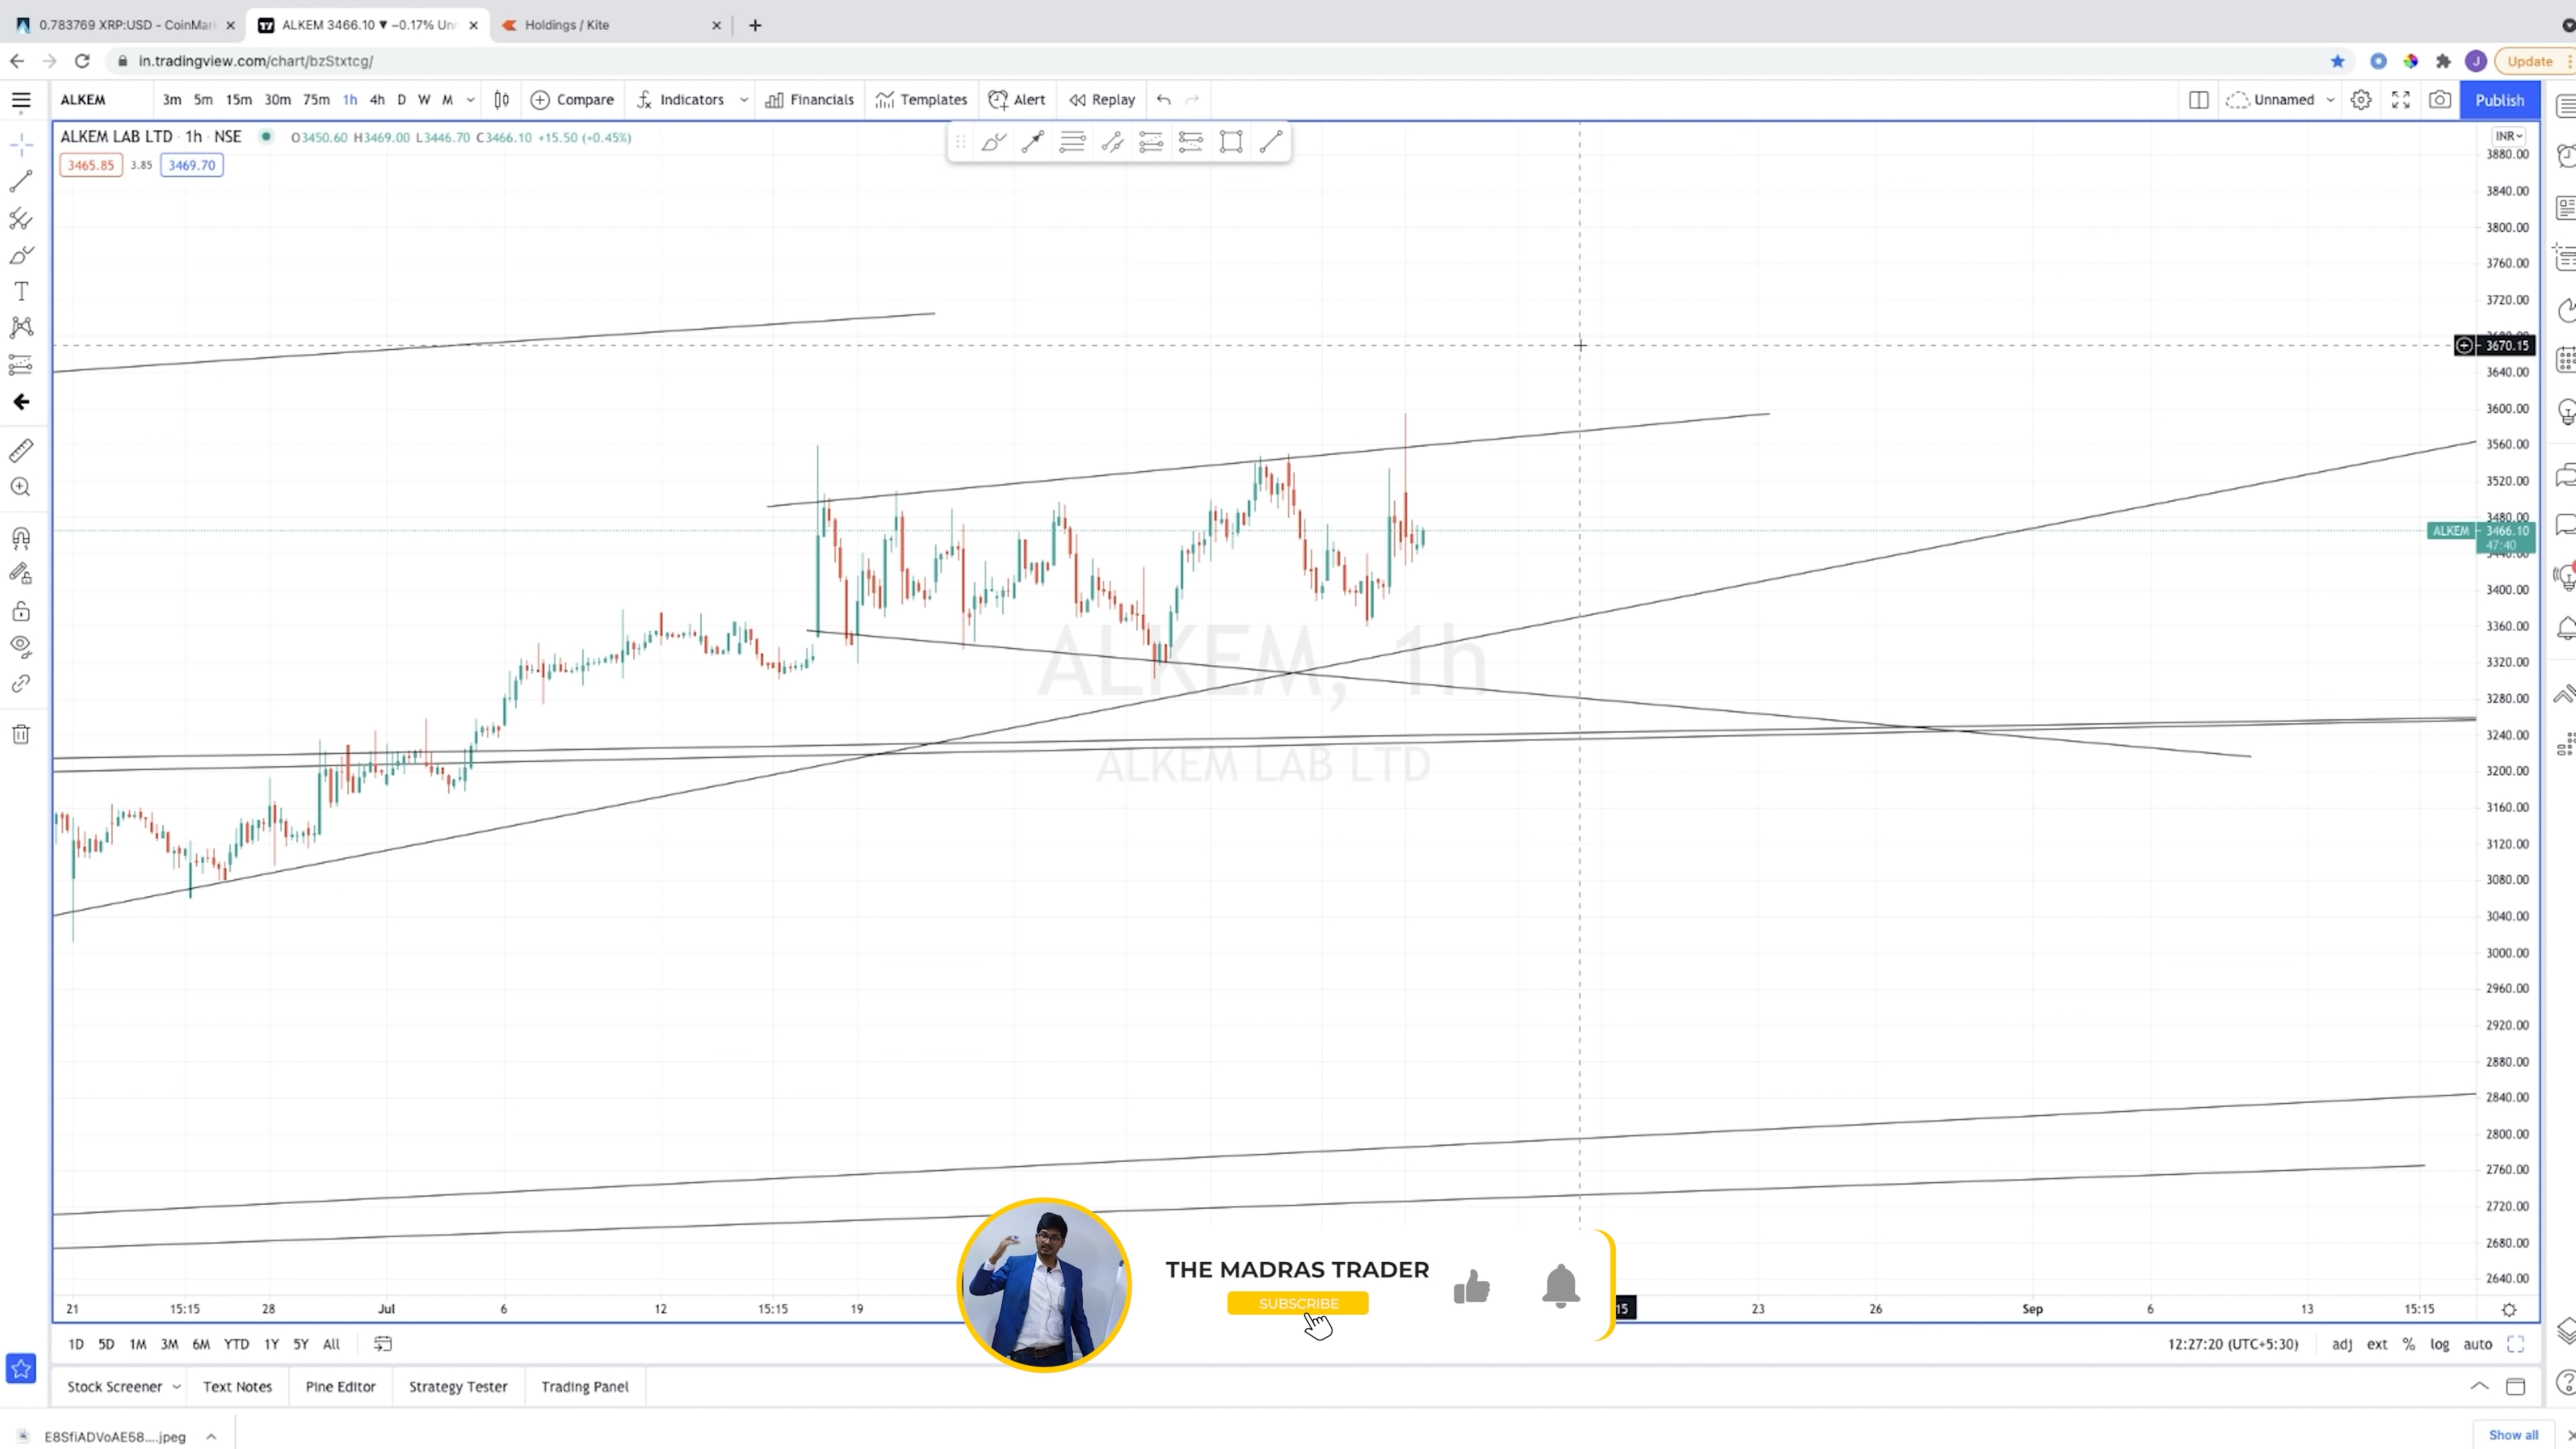 0.783769 XRP:USD - CoinMar
ALKEM 3466.10 ▼ −0.17% Un
Holdings / Kite
in.tradingview.com/chart/bzStxtcg/
J
Update
ALKEM
3m 5m 15m 30m 75m 1h 4h D W M
Compare
Indicators
Financials
Templates
Alert
Replay
Unnamed
Publish
ALKEM LAB LTD · 1h · NSE
O3450.60 H3469.00 L3446.70 C3466.10 +15.50 (+0.45%)
3465.85 3.85 3469.70
INR
3880.00
3840.00
3800.00
3760.00
3720.00
3670.15
3640.00
3600.00
3560.00
3520.00
3480.00
ALKEM 3466.10
47:40
3400.00
3360.00
3320.00
3280.00
3240.00
3200.00
3160.00
3120.00
3080.00
3040.00
3000.00
2960.00
2920.00
2880.00
2840.00
2800.00
2760.00
2720.00
2680.00
2640.00
ALKEM, 1h
ALKEM LAB LTD
THE MADRAS TRADER
SUBSCRIBE
21 15:15 28 Jul 6 12 15:15 19 15 23 26 Sep 6 13 15:15
1D 5D 1M 3M 6M YTD 1Y 5Y All
12:27:20 (UTC+5:30) adj ext % log auto
Stock Screener Text Notes Pine Editor Strategy Tester Trading Panel
E8SfiADVoAE58....jpeg
Show all